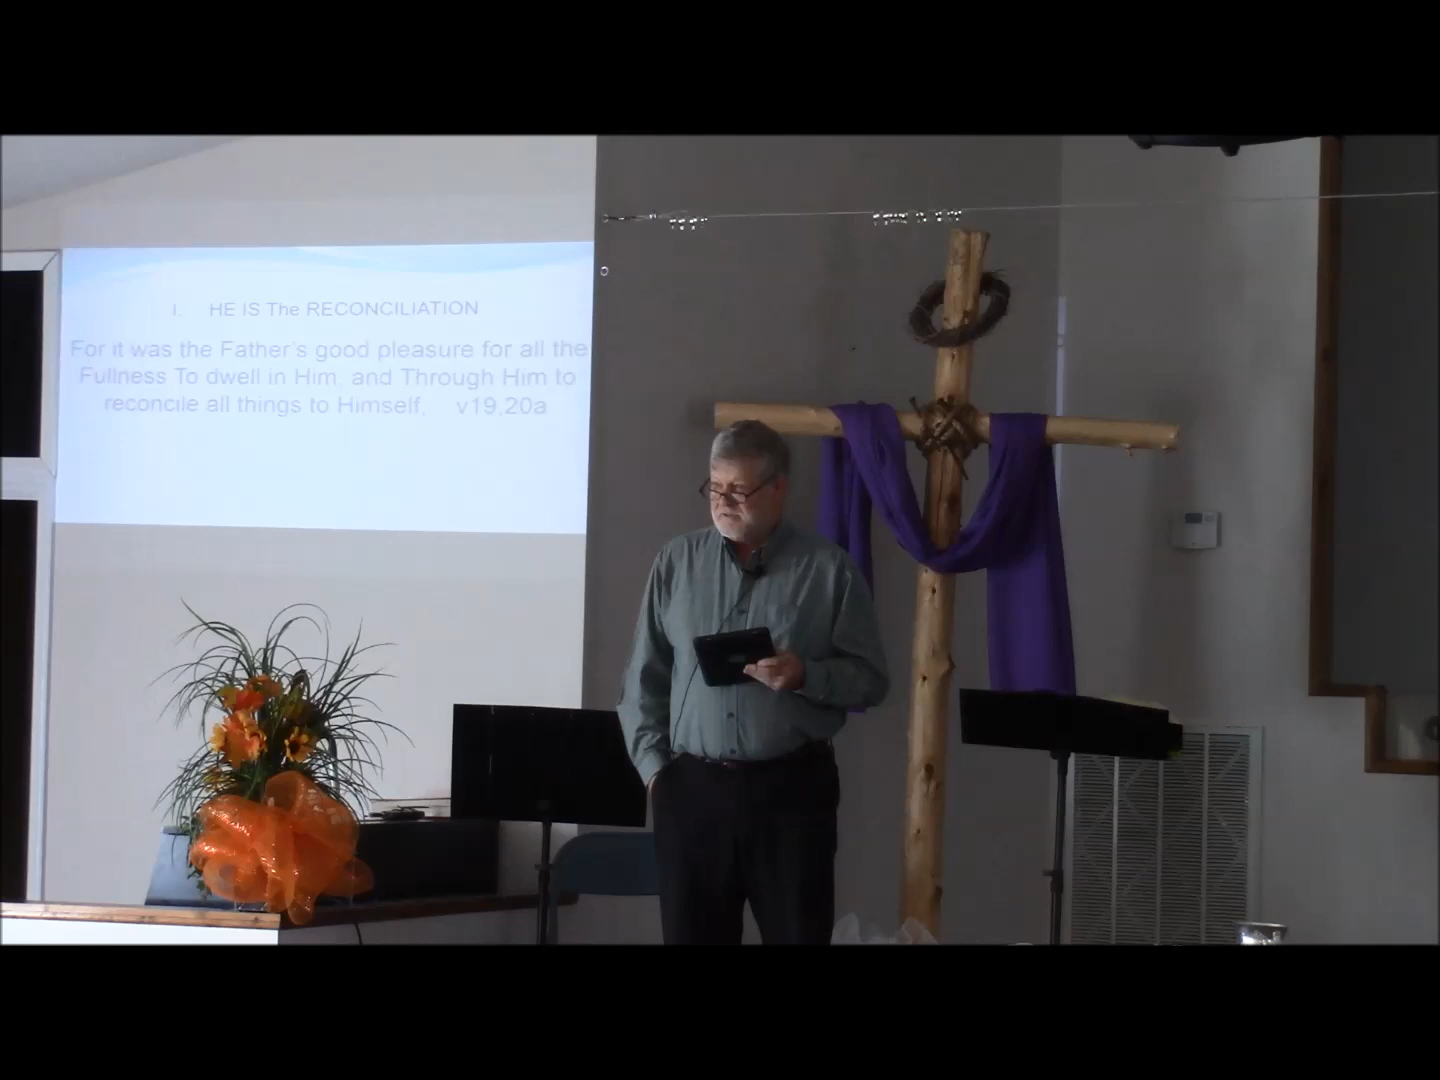 I. HE IS The RECONCILIATION
For it was the Father's good pleasure for all the
Fullness To dwell in Him, and Through Him to
reconcile all things to Himself, v19,20a